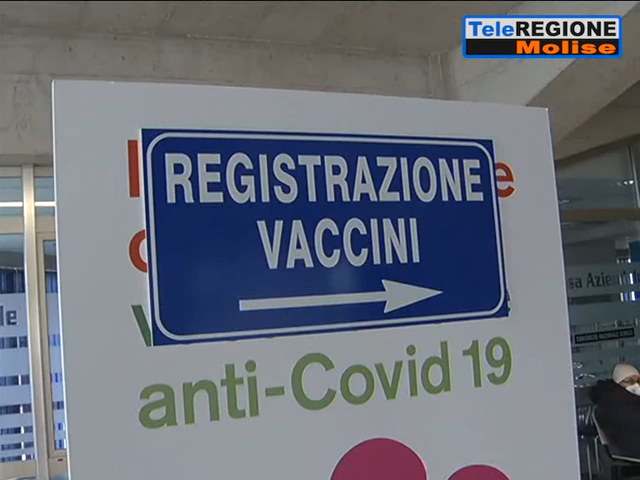 TeleREGIONE
Molise
REGISTRAZIONE
VACCINI
anti-Covid 19